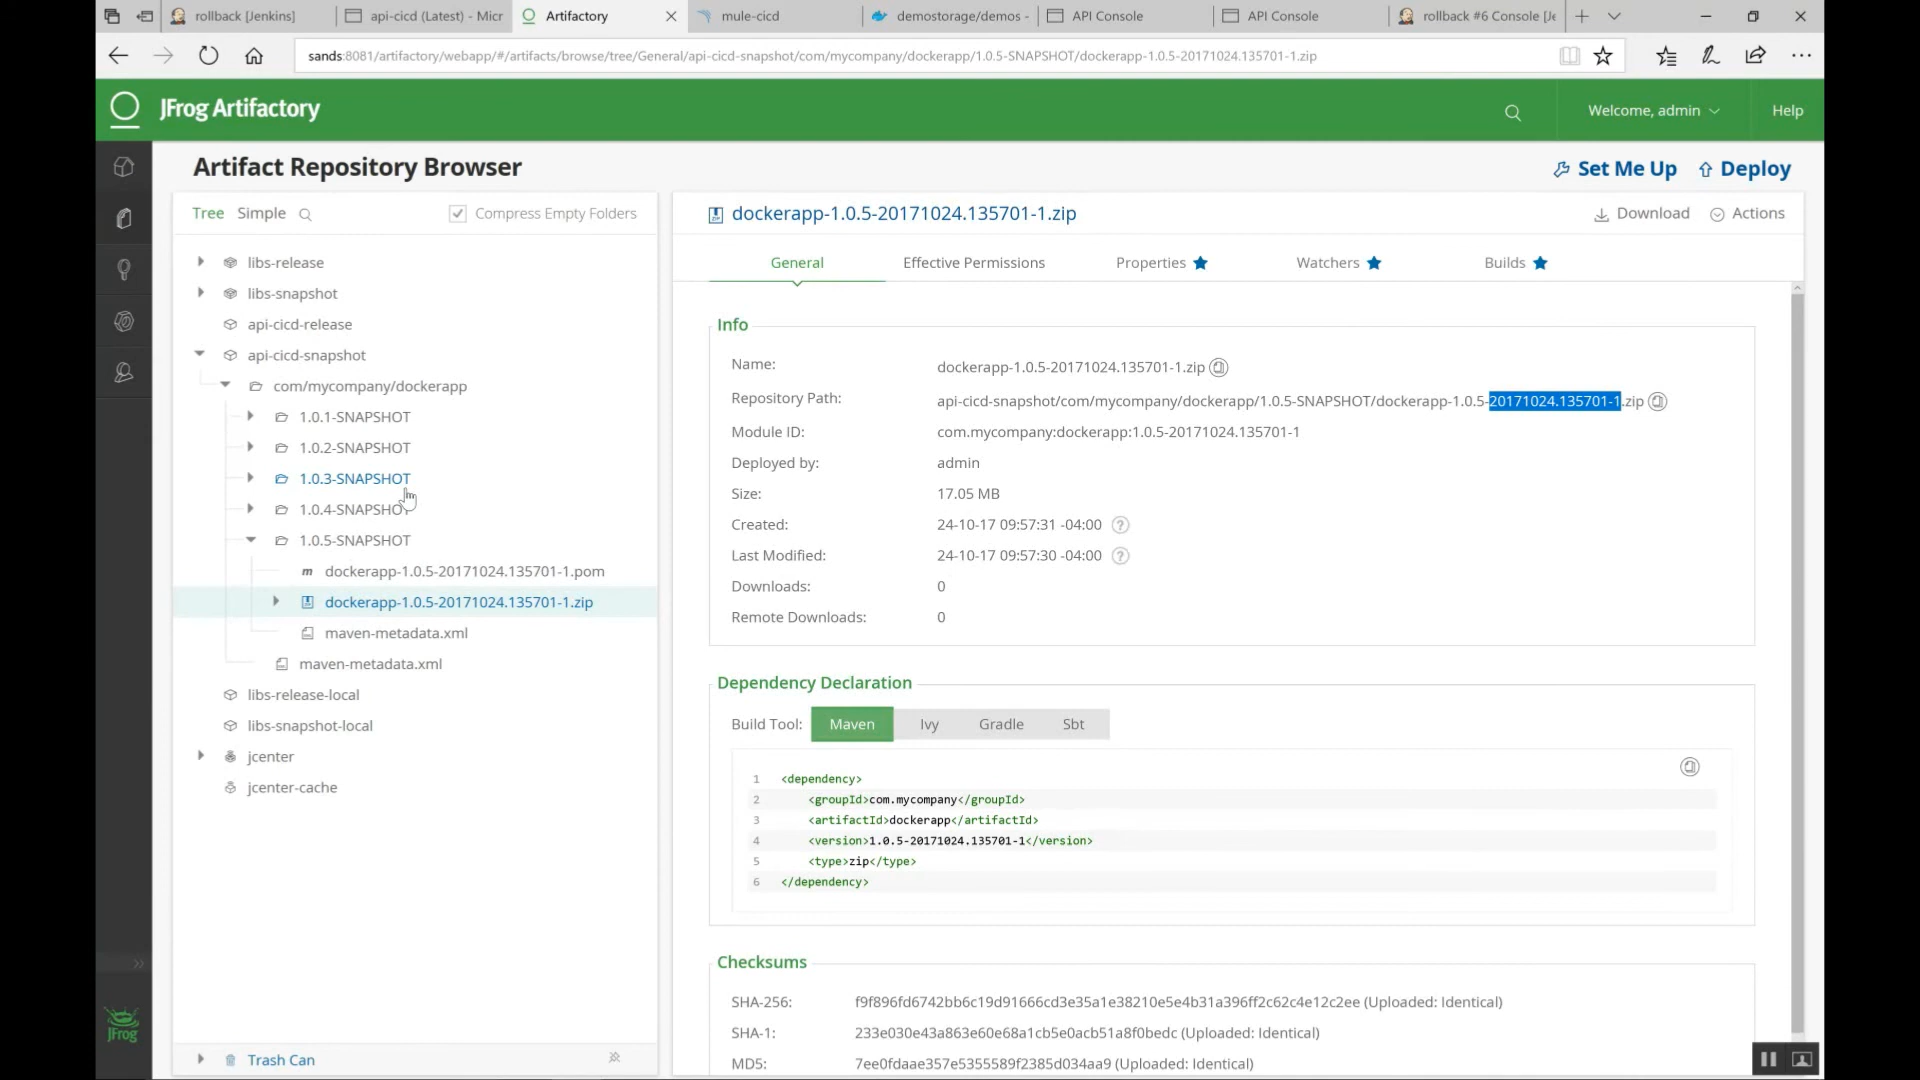 rollback [Jenkins]
api-cicd (Latest) - Micr
Artifactory
mule-cicd
demostorage/demos -
API Console
API Console
rollback #6 Console [Je
sands:8081/artifactory/webapp/#/artifacts/browse/tree/General/api-cicd-snapshot/com/mycompany/dockerapp/1.0.5-SNAPSHOT/dockerapp-1.0.5-20171024.135701-1.zip
JFrog Artifactory
Welcome, admin
Help
Artifact Repository Browser
Set Me Up
Deploy
Tree
Simple
Compress Empty Folders
libs-release
libs-snapshot
api-cicd-release
api-cicd-snapshot
com/mycompany/dockerapp
1.0.1-SNAPSHOT
1.0.2-SNAPSHOT
1.0.3-SNAPSHOT
1.0.4-SNAPSHOT
1.0.5-SNAPSHOT
m dockerapp-1.0.5-20171024.135701-1.pom
dockerapp-1.0.5-20171024.135701-1.zip
maven-metadata.xml
maven-metadata.xml
libs-release-local
libs-snapshot-local
jcenter
jcenter-cache
Trash Can
JFrog
dockerapp-1.0.5-20171024.135701-1.zip
Download
Actions
General
Effective Permissions
Properties
Watchers
Builds
Info
Name: dockerapp-1.0.5-20171024.135701-1.zip
Repository Path: api-cicd-snapshot/com/mycompany/dockerapp/1.0.5-SNAPSHOT/dockerapp-1.0.5-20171024.135701-1.zip
Module ID: com.mycompany:dockerapp:1.0.5-20171024.135701-1
Deployed by: admin
Size: 17.05 MB
Created: 24-10-17 09:57:31 -04:00 ?
Last Modified: 24-10-17 09:57:30 -04:00 ?
Downloads: 0
Remote Downloads: 0
Dependency Declaration
Build Tool: Maven Ivy Gradle Sbt
1 <dependency>
2 <groupId>com.mycompany</groupId>
3 <artifactId>dockerapp</artifactId>
4 <version>1.0.5-20171024.135701-1</version>
5 <type>zip</type>
6 </dependency>
Checksums
SHA-256: f9f896fd6742bb6c19d91666cd3e35a1e38210e5e4b31a396ff2c62c4e12c2ee (Uploaded: Identical)
SHA-1: 233e030e43a863e60e68a1cb5e0acb51a8f0bedc (Uploaded: Identical)
MD5: 7ee0fdaae357e5355589f2385d034aa9 (Uploaded: Identical)